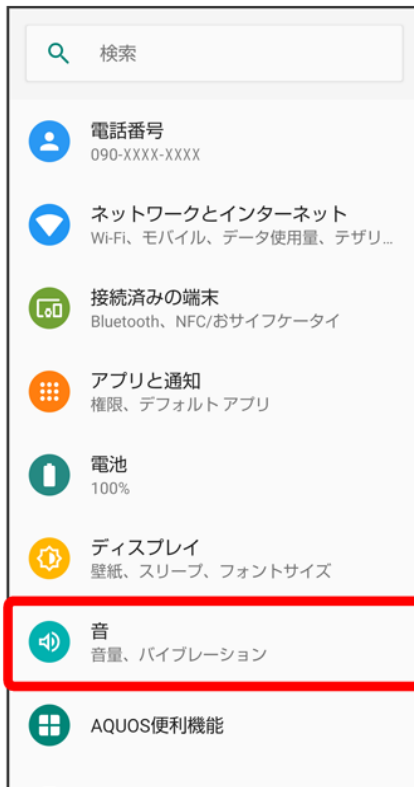 検索
電話番号
090-XXXX-XXXX
ネットワークとインターネット
Wi-Fi、モバイル、データ使用量、テザリ...
接続済みの端末
Bluetooth、NFC/おサイフケータイ
アプリと通知
権限、デフォルト アプリ
電池
100%
ディスプレイ
壁紙、スリープ、フォントサイズ
音
音量、バイブレーション
AQUOS便利機能